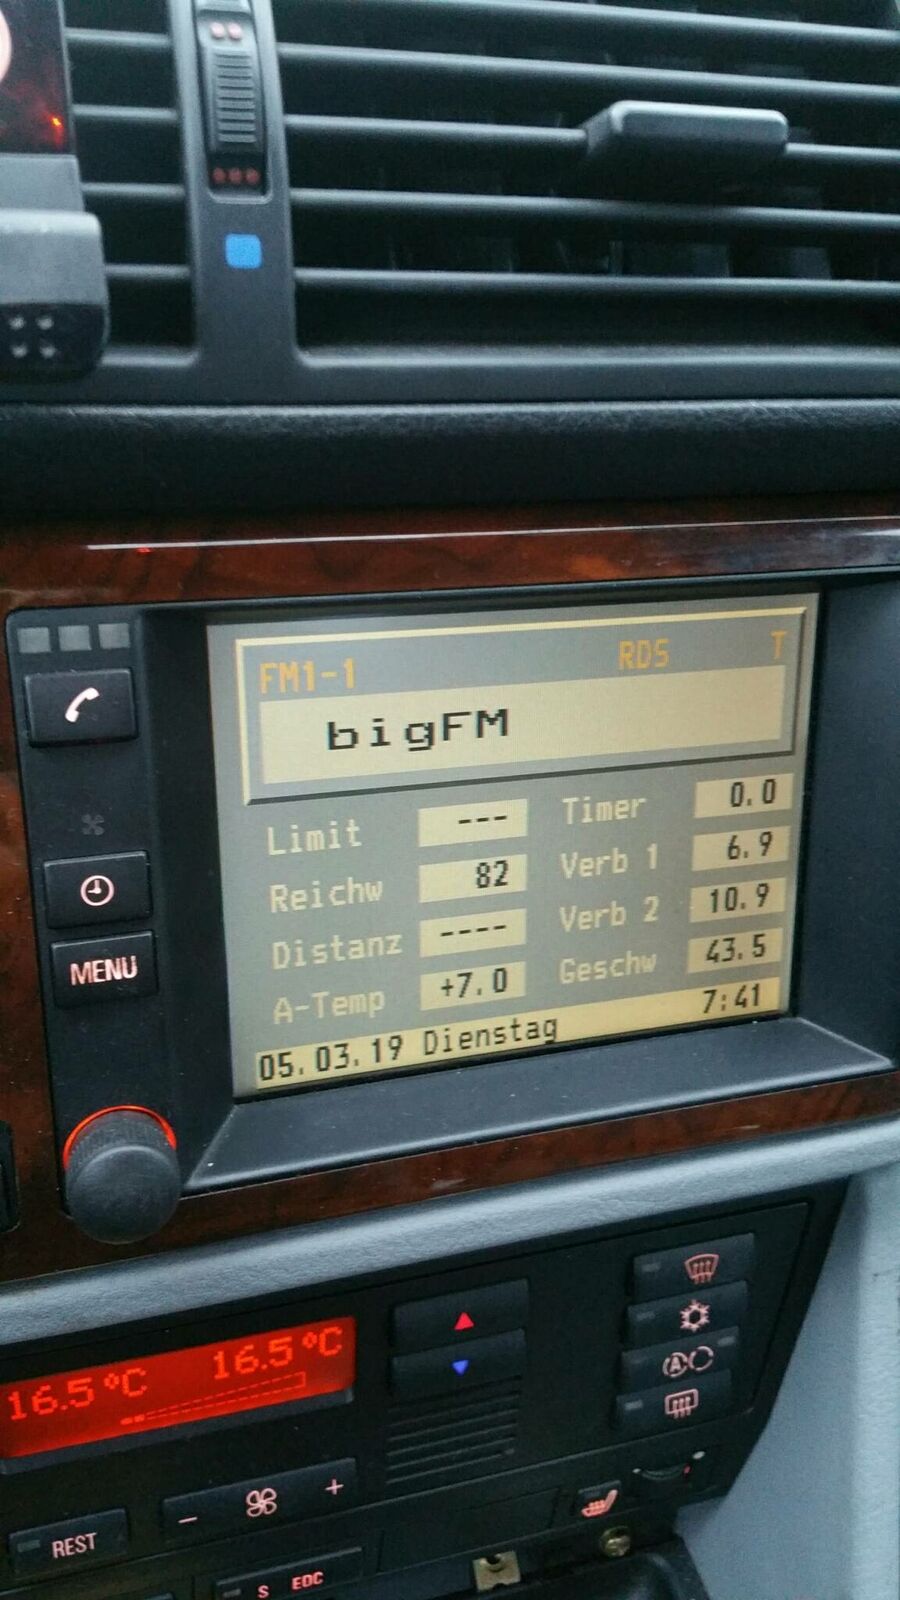 FM1-1 RDS T
bigFM
Limit --- Timer 0.0
Reichw 82 Verb 1 6.9
Distanz ---- Verb 2 10.9
A-Temp +7.0 Geschw 43.5
05.03.19 Dienstag 7:41
MENU
16.5°C 16.5°C
A
- +
REST
S EDC